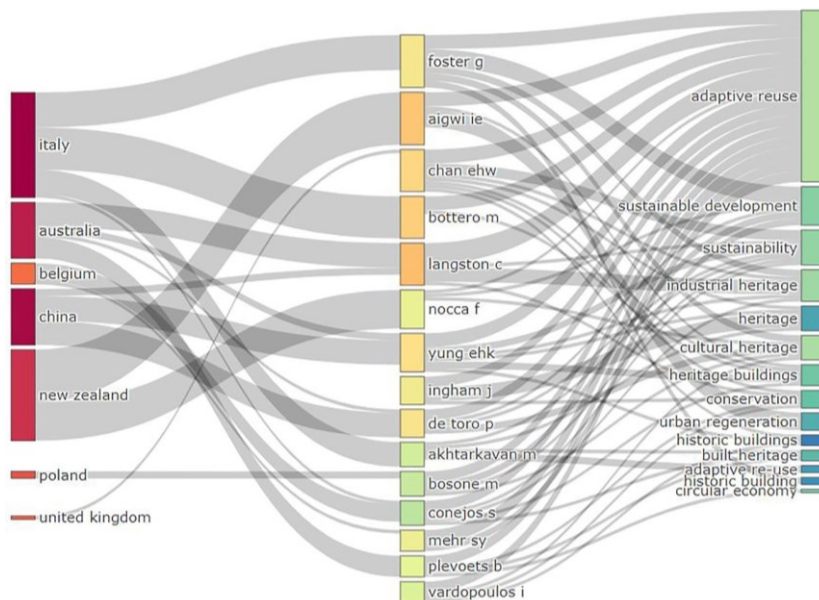 italy
australia
belgium
china
new zealand
poland
united kingdom
foster g
aigwi ie
chan ehw
bottero m
langston c
nocca f
yung ehk
ingham j
de toro p
akhtarkavan m
bosone m
conejos s
mehr sy
plevoets b
vardopoulos i
adaptive reuse
sustainable development
sustainability
industrial heritage
heritage
cultural heritage
heritage buildings
conservation
urban regeneration
historic buildings
built heritage
adaptive re-use
historic building
circular economy